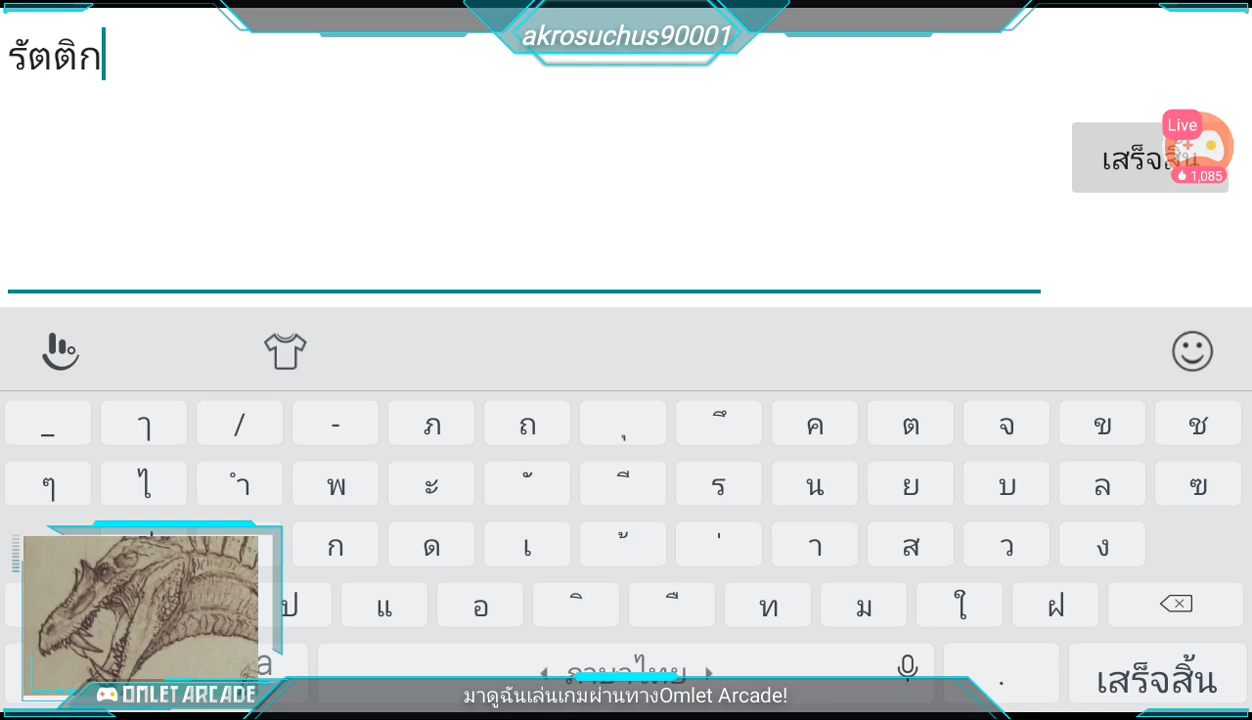 akrosuchus90001
รัตติก
Live
เสร็จสิ้น
1,085
_ ๅ / - ภ ถ ุ ึ ค ต จ ข ช
ๆ ไ ำ พ ะ ั ี ร น ย บ ล ฃ
ก ด เ ้ ่ า ส ว ง
ป แ อ ิ ื ท ม ใ ฝ
ภาษาไทย . เสร็จสิ้น
OMLET ARCADE
มาดูฉันเล่นเกมผ่านทางOmlet Arcade!